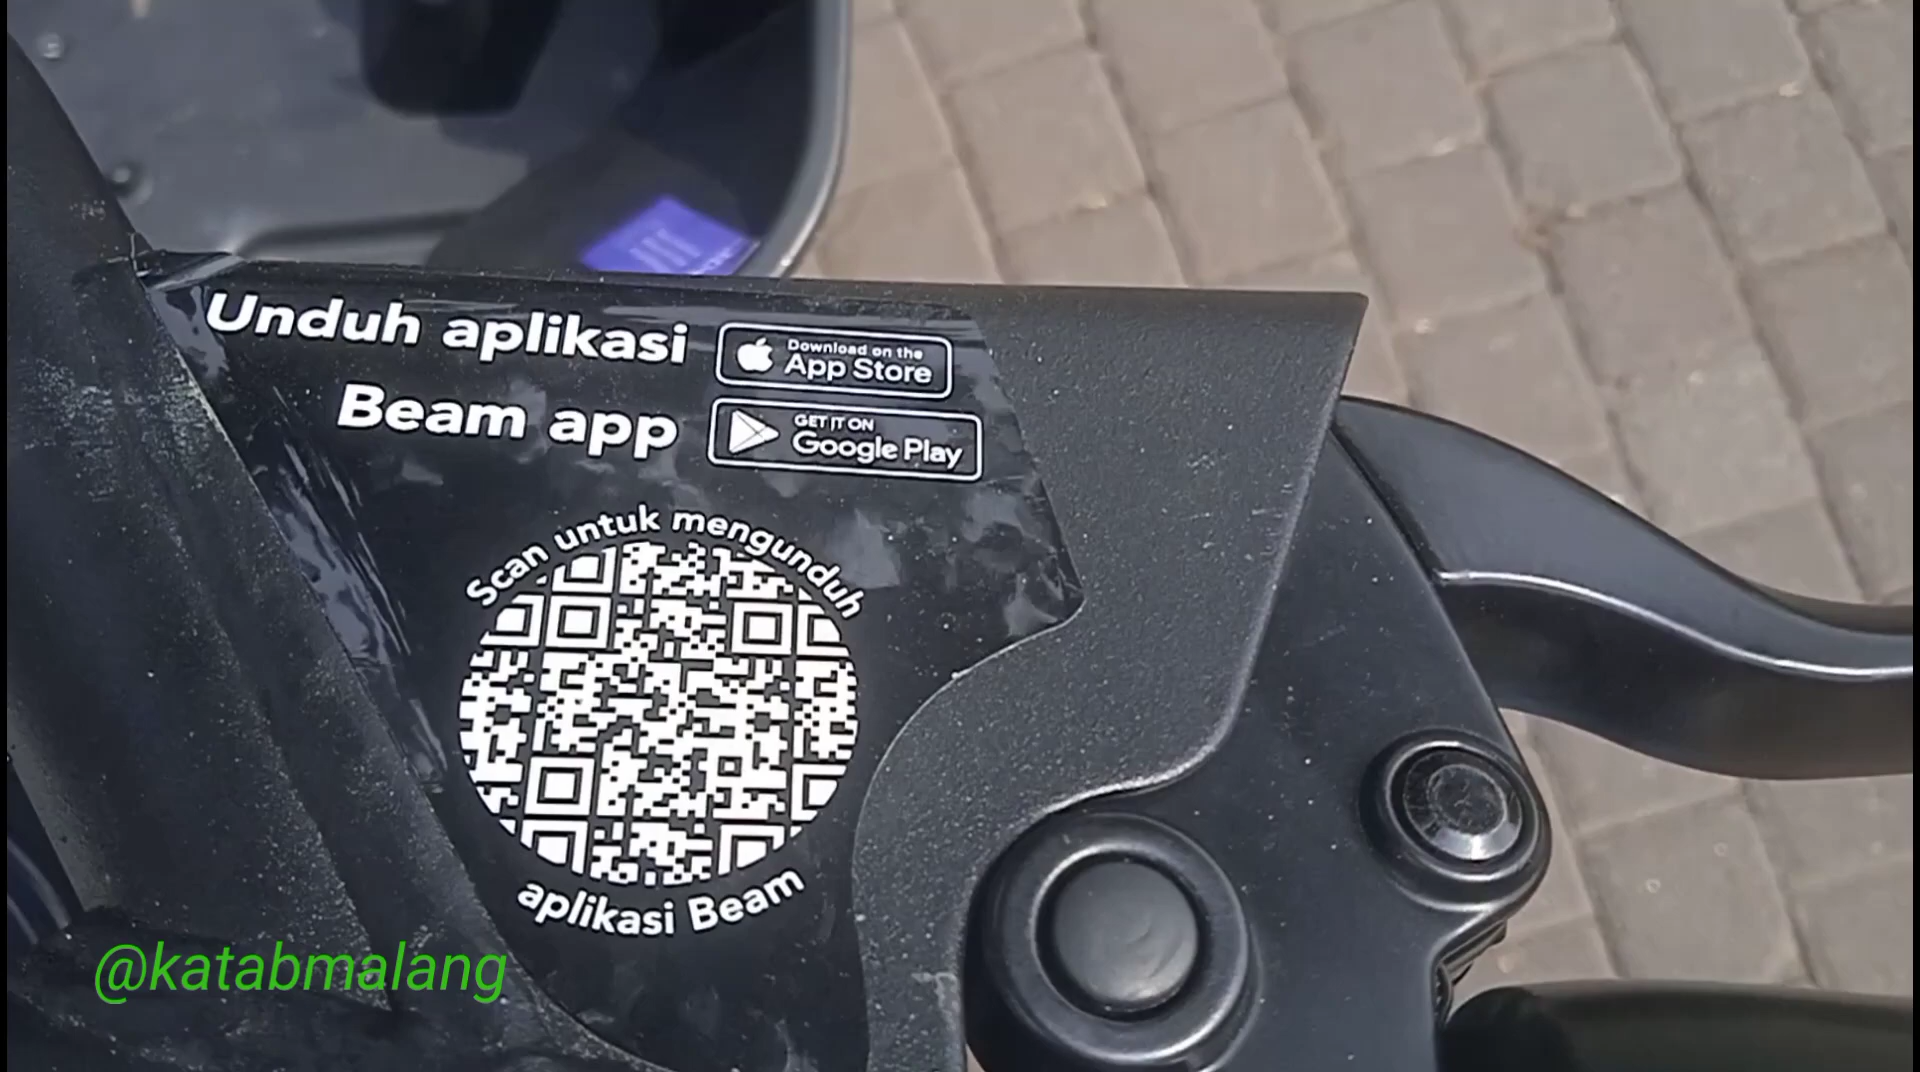 Unduh aplikasi
Beam app
Download on the
App Store
GET IT ON
Google Play
Scan untuk mengunduh
aplikasi Beam
@katabmalang